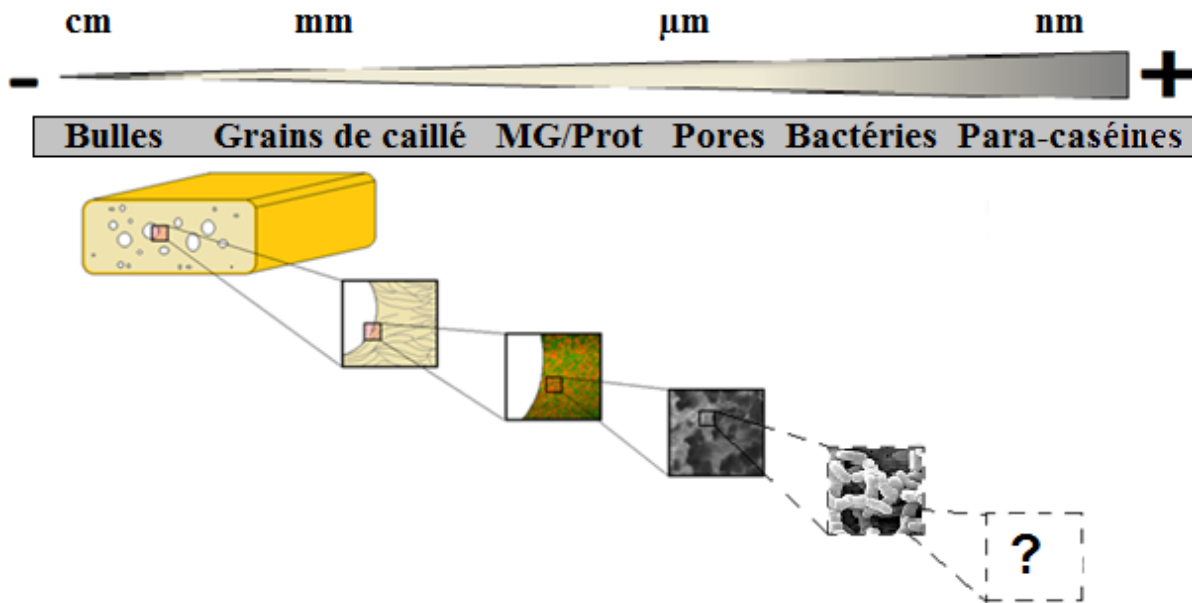 cm mm µm nm
- +
Bulles Grains de caillé MG/Prot Pores Bactéries Para-caséines
?